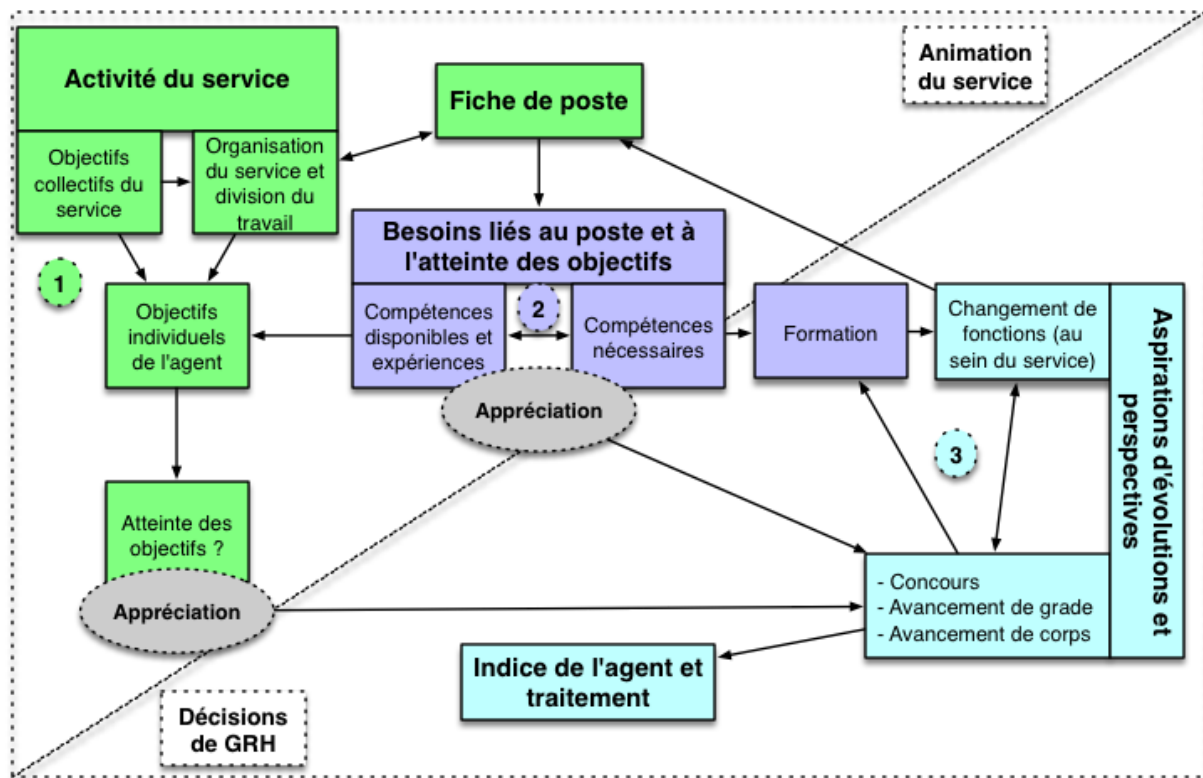 Activité du service
Fiche de poste
Animation
du service
Objectifs
collectifs du
service
Organisation
du service et
division du
travail
Besoins liés au poste et à
l'atteinte des objectifs
1
2
Objectifs
individuels
de l'agent
Compétences
disponibles et
expériences
Compétences
nécessaires
Formation
Changement de
fonctions (au
sein du service)
Aspirations d'évolutions et
perspectives
Appréciation
3
Atteinte des
objectifs ?
Appréciation
- Concours
- Avancement de grade
- Avancement de corps
Indice de l'agent et
traitement
Décisions
de GRH